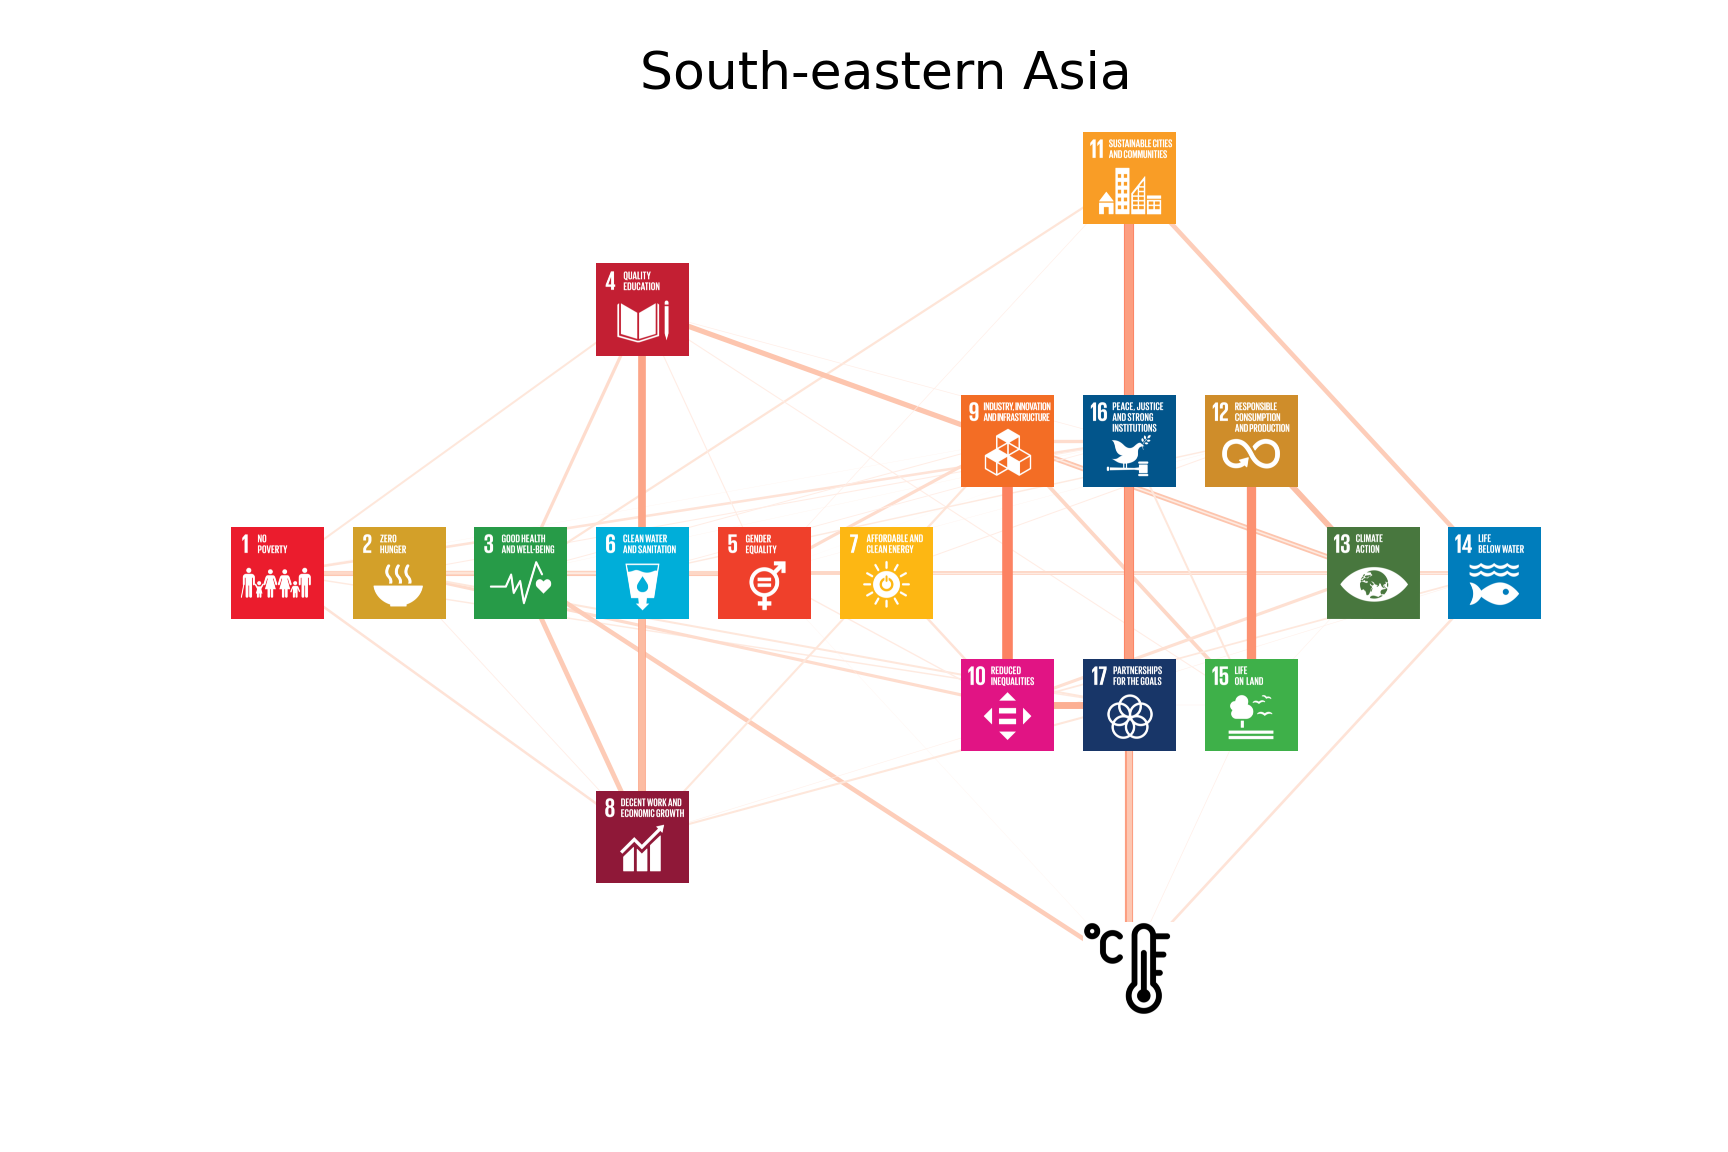 South-eastern Asia
11 SUSTAINABLE CITIES
AND COMMUNITIES
4 QUALITY
EDUCATION
9 INDUSTRY, INNOVATION
AND INFRASTRUCTURE
16 PEACE, JUSTICE
AND STRONG
INSTITUTIONS
12 RESPONSIBLE
CONSUMPTION
AND PRODUCTION
1 NO
POVERTY
2 ZERO
HUNGER
3 GOOD HEALTH
AND WELL-BEING
6 CLEAN WATER
AND SANITATION
5 GENDER
EQUALITY
7 AFFORDABLE AND
CLEAN ENERGY
13 CLIMATE
ACTION
14 LIFE
BELOW WATER
10 REDUCED
INEQUALITIES
17 PARTNERSHIPS
FOR THE GOALS
15 LIFE
ON LAND
8 DECENT WORK AND
ECONOMIC GROWTH
°C